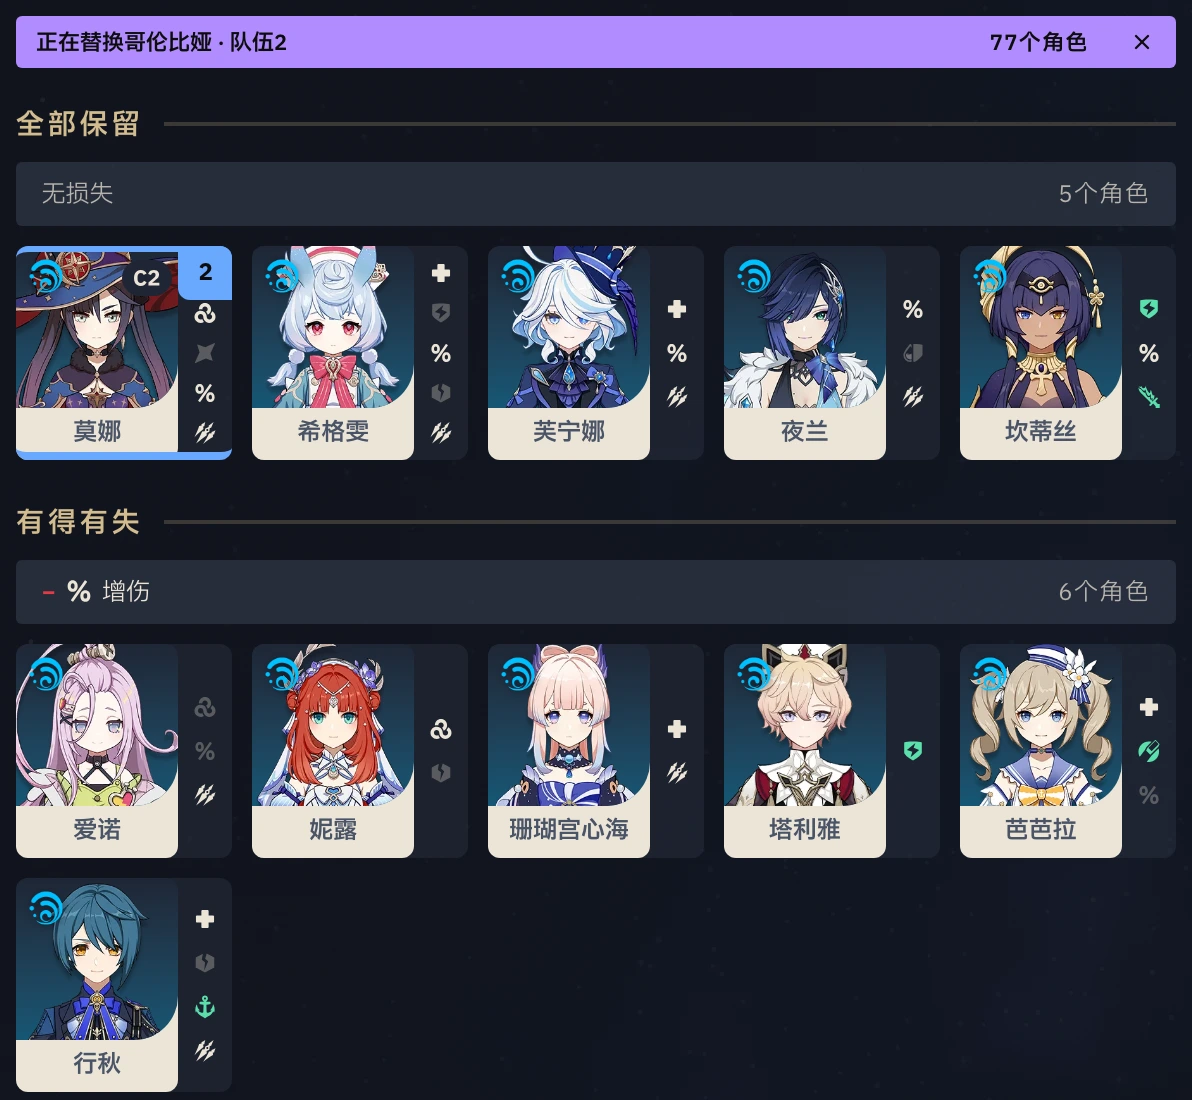 正在替换哥伦比娅 · 队伍2 77个角色
全部保留
无损失 5个角色
C2 2
莫娜 希格雯 芙宁娜 夜兰 坎蒂丝
有得有失
− % 增伤 6个角色
爱诺 妮露 珊瑚宫心海 塔利雅 芭芭拉
行秋